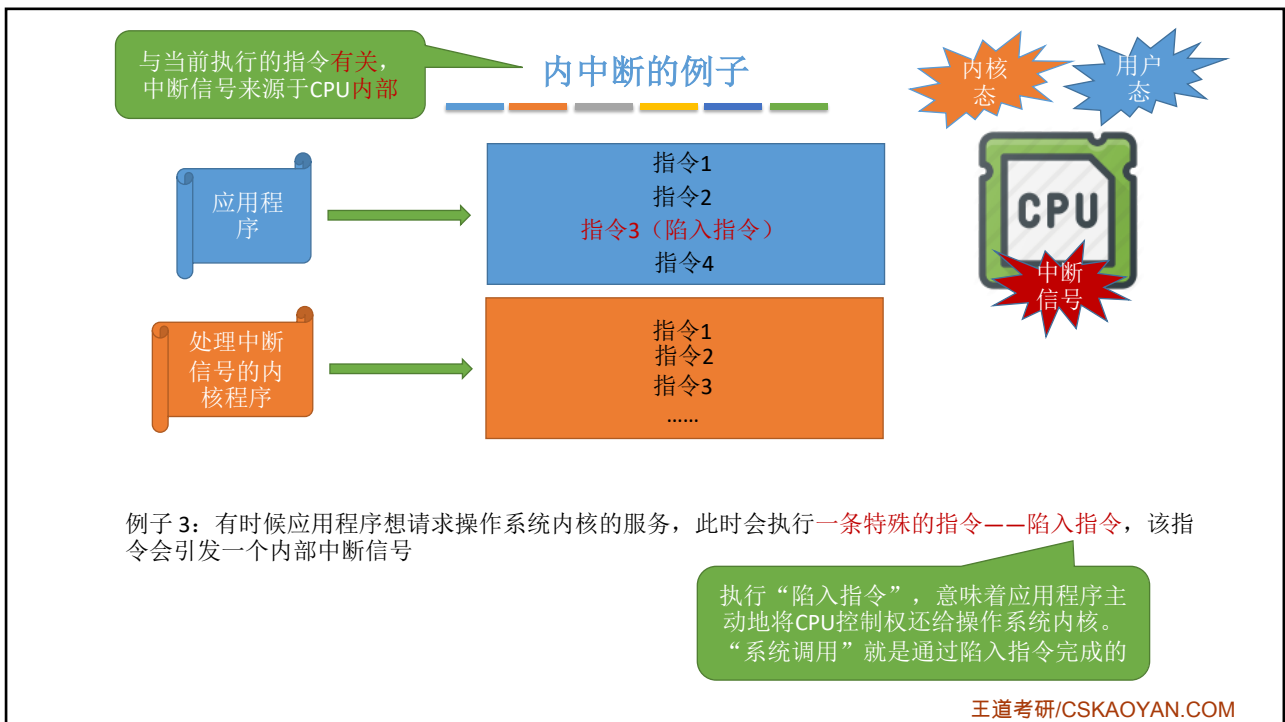 与当前执行的指令有关，
中断信号来源于CPU内部
内中断的例子
内核
态
用户
态
CPU
中断
信号
应用程
序
指令1
指令2
指令3（陷入指令）
指令4
处理中断
信号的内
核程序
指令1
指令2
指令3
……
例子 3：有时候应用程序想请求操作系统内核的服务，此时会执行一条特殊的指令——陷入指令，该指
令会引发一个内部中断信号
执行“陷入指令”，意味着应用程序主
动地将CPU控制权还给操作系统内核。
“系统调用”就是通过陷入指令完成的
王道考研/CSKAOYAN.COM